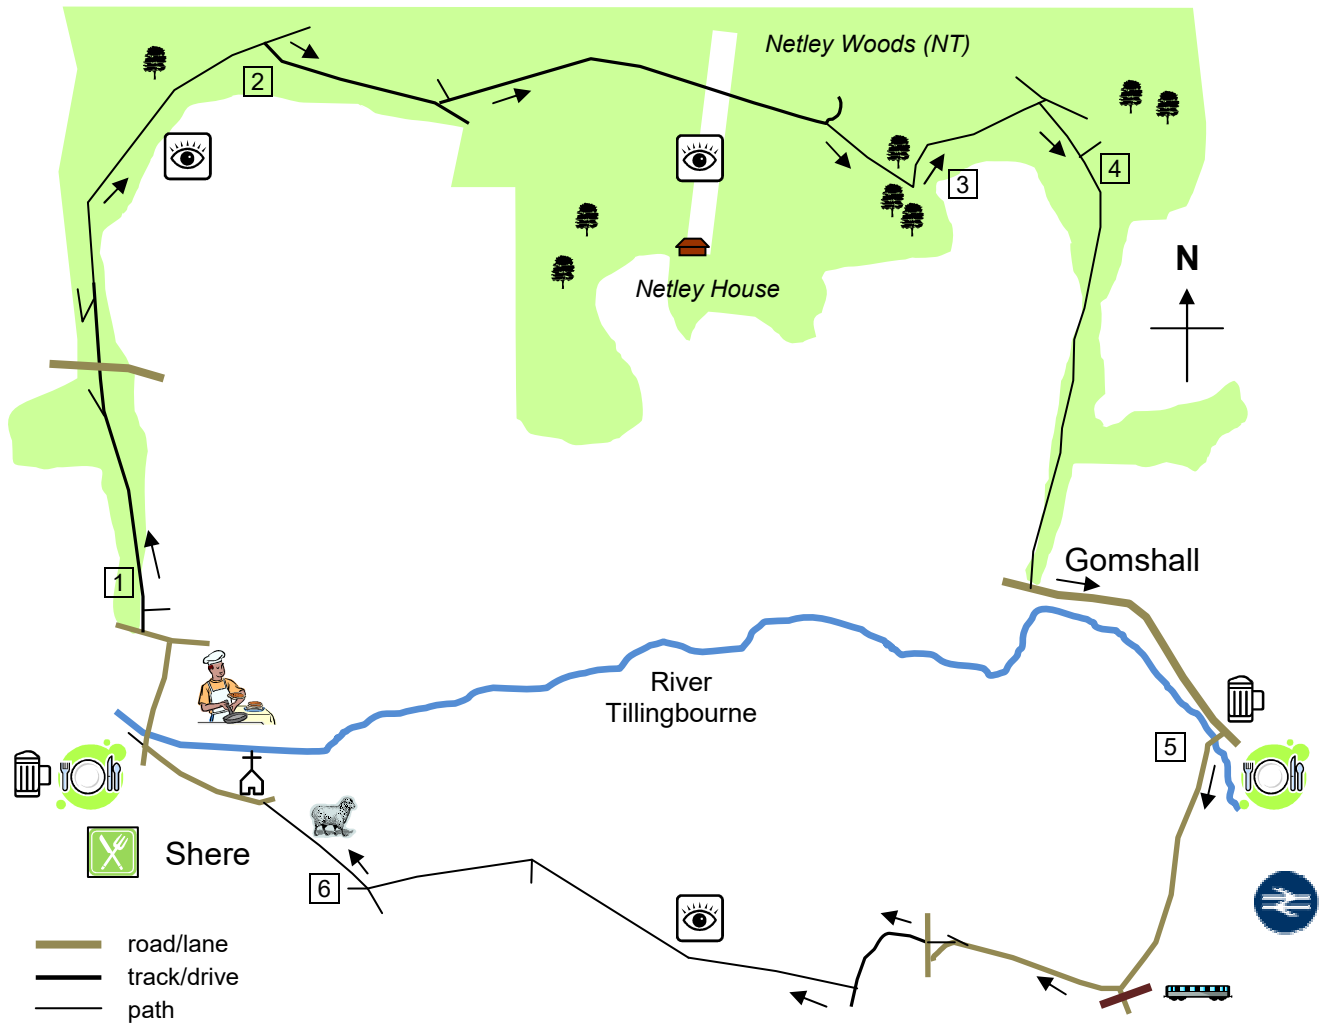 Netley Woods (NT)
2
3
4
N
Netley House
1
Gomshall
River
Tillingbourne
5
Shere
6
road/lane
track/drive
path